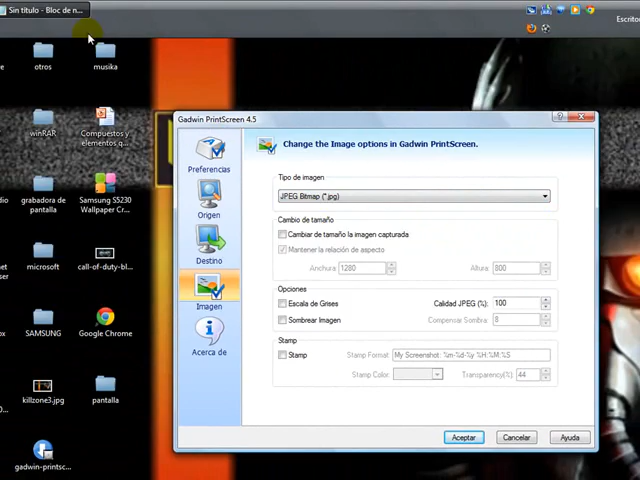 Sin título - Bloc de n...
Escritor
otros
musika
winRAR
Compuestos y
elementos q...
grabadora de
pantalla
Samsung S5230
Wallpaper Cr...
microsoft
call-of-duty-bl...
SAMSUNG
Google Chrome
killzone3.jpg
pantalla
gadwin-printsc...
Gadwin PrintScreen 4.5
Preferencias
Origen
Destino
Imagen
Acerca de
Change the Image options in Gadwin PrintScreen.
Tipo de imagen
JPEG Bitmap (*.jpg)
Cambio de tamaño
Cambiar de tamaño la imagen capturada
Mantener la relación de aspecto
Anchura: 1280 Altura: 800
Opciones
Escala de Grises Calidad JPEG (%): 100
Sombrear Imagen Compensar Sombra: 8
Stamp
Stamp Stamp Format: My Screenshot: %m-%d-%y %H:%M:%S
Stamp Color: Transparency(%): 44
Aceptar Cancelar Ayuda